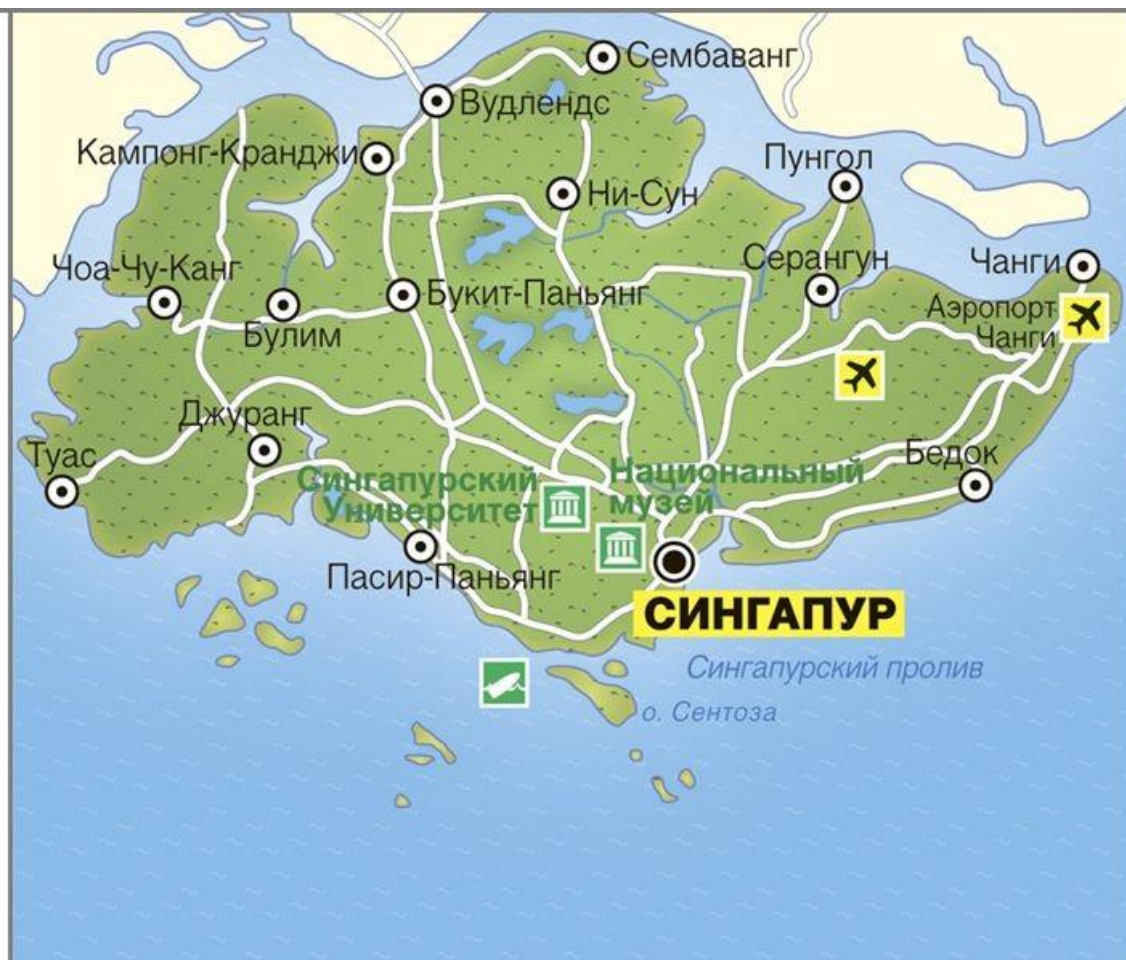 Сембаванг
Вудлендс
Кампонг-Кранджи
Пунгол
Ни-Сун
Серангун
Чанги
Чоа-Чу-Канг
Букит-Паньянг
Аэропорт
Чанги
Булим
Джуранг
Туас
Бедок
Сингапурский
Университет
Национальный
музей
Пасир-Паньянг
СИНГАПУР
Сингапурский пролив
о. Сентоза